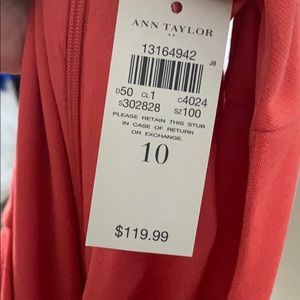 ANN TAYLOR
13164942
J8
D50 CL1 C4024
S302828 SZ100
PLEASE RETAIN THIS STUB
IN CASE OF RETURN
OR EXCHANGE.
10
$119.99